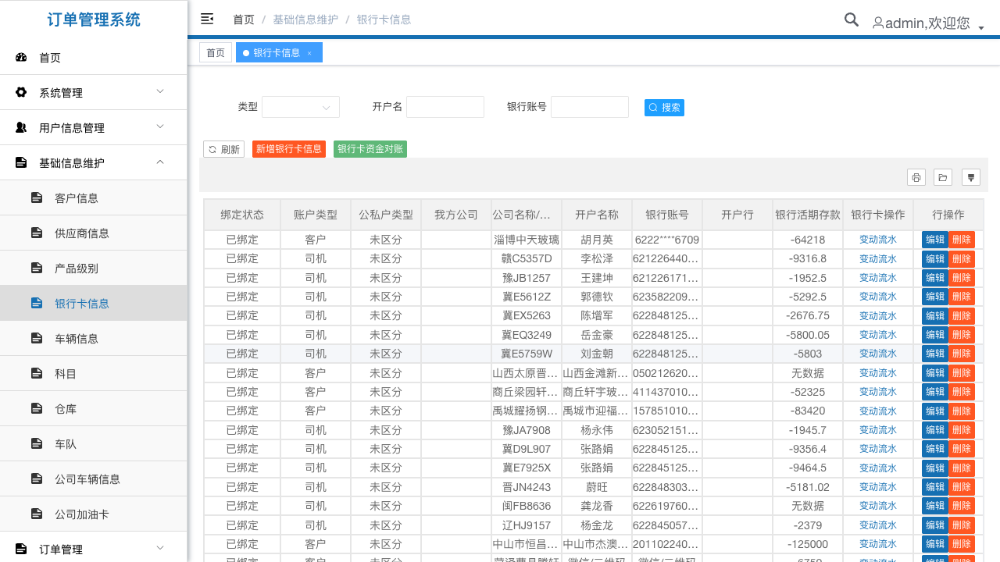 订单管理系统
首页 / 基础信息维护 / 银行卡信息
admin,欢迎您
首页
银行卡信息
首页
系统管理
用户信息管理
基础信息维护
客户信息
供应商信息
产品级别
银行卡信息
车辆信息
科目
仓库
车队
公司车辆信息
公司加油卡
订单管理
类型 开户名 银行账号 搜索
刷新 新增银行卡信息 银行卡资金对账
绑定状态 账户类型 公私户类型 我方公司 公司名称/... 开户名称 银行账号 开户行 银行活期存款 银行卡操作 行操作
已绑定 客户 未区分 淄博中天玻璃 胡月英 6222****6709 -64218 变动流水 编辑 删除
已绑定 司机 未区分 赣C5357D 李松泽 621226440... -9316.8 变动流水 编辑 删除
已绑定 司机 未区分 豫JB1257 王建坤 621226171... -1952.5 变动流水 编辑 删除
已绑定 司机 未区分 冀E5612Z 郭德钦 623582209... -5292.5 变动流水 编辑 删除
已绑定 司机 未区分 冀EX5263 陈增军 622848125... -2676.75 变动流水 编辑 删除
已绑定 司机 未区分 冀EQ3249 岳金豪 622848125... -5800.05 变动流水 编辑 删除
已绑定 司机 未区分 冀E5759W 刘金朝 622848125... -5803 变动流水 编辑 删除
已绑定 客户 未区分 山西太原晋... 山西金滩新... 050212620... 无数据 变动流水 编辑 删除
已绑定 客户 未区分 商丘梁园轩... 商丘轩宇玻... 411437010... -52325 变动流水 编辑 删除
已绑定 客户 未区分 禹城耀扬钢... 禹城市迎福... 157851010... -83420 变动流水 编辑 删除
已绑定 司机 未区分 豫JA7908 杨永伟 623052151... -1945.7 变动流水 编辑 删除
已绑定 司机 未区分 冀D9L907 张路娟 622845125... -9356.4 变动流水 编辑 删除
已绑定 司机 未区分 冀E7925X 张路娟 622845125... -9464.5 变动流水 编辑 删除
已绑定 司机 未区分 晋JN4243 蔚旺 622848303... -5181.02 变动流水 编辑 删除
已绑定 司机 未区分 闽FB8636 龚龙香 622619760... 无数据 变动流水 编辑 删除
已绑定 司机 未区分 辽HJ9157 杨金龙 622845057... -2379 变动流水 编辑 删除
已绑定 客户 未区分 中山市恒昌... 中山市杰澳... 201102240... -125000 变动流水 编辑 删除
已绑定 客户 未区分 微信/二维码 微信/二维码 -6750 变动流水 编辑 删除